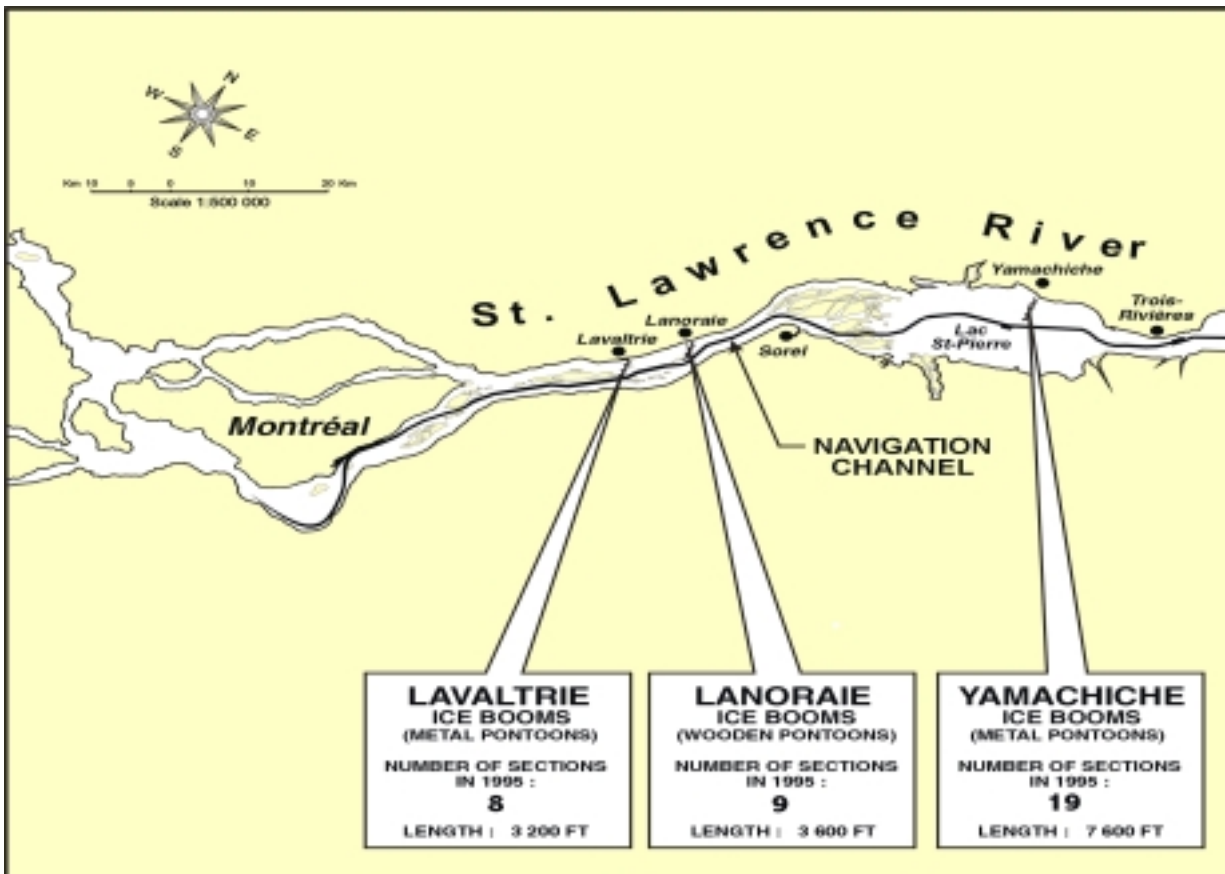 N
W
E
S
Km 10 5 0 10 20 Km
Scale 1:500 000
St. Lawrence River
Yamachiche
Trois-
Rivières
Lanoraie
Lavaltrie
Sorel
Lac
St-Pierre
Montréal
NAVIGATION
CHANNEL
LAVALTRIE
ICE BOOMS
(METAL PONTOONS)
NUMBER OF SECTIONS
IN 1995 :
8
LENGTH : 3 200 FT
LANORAIE
ICE BOOMS
(WOODEN PONTOONS)
NUMBER OF SECTIONS
IN 1995 :
9
LENGTH : 3 600 FT
YAMACHICHE
ICE BOOMS
(METAL PONTOONS)
NUMBER OF SECTIONS
IN 1995 :
19
LENGTH : 7 600 FT